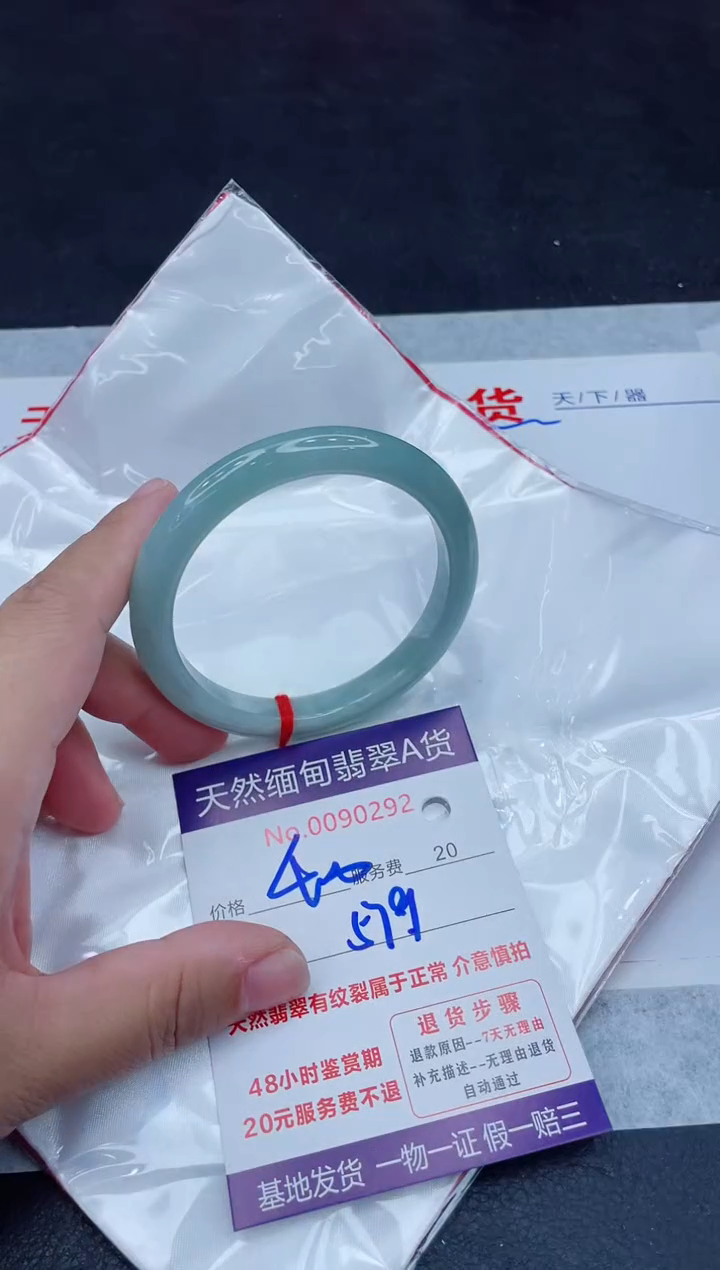 货 天/下/器
天然缅甸翡翠A货
No.0090292
价格 服务费 20
579
天然翡翠有纹裂属于正常 介意慎拍
48小时鉴赏期
20元服务费不退
退货步骤
退款原因--7天无理由
补充描述--无理由退货
自动通过
基地发货 一物一证 假一赔三